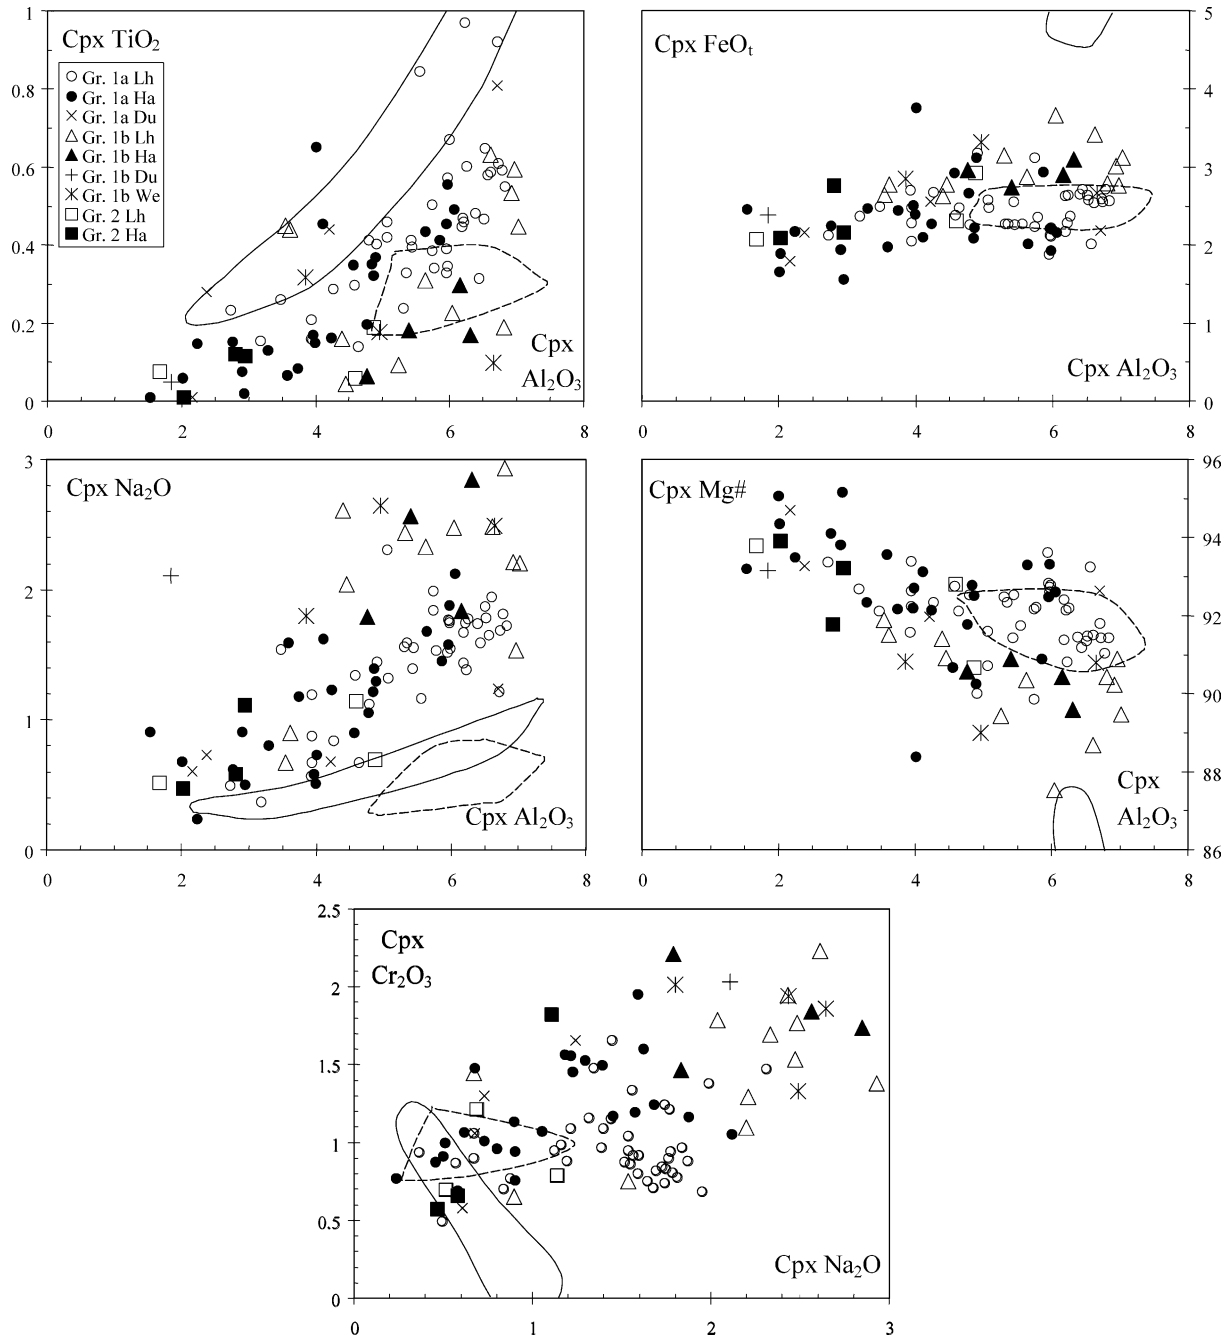 Cpx TiO₂
Gr. 1a Lh
Gr. 1a Ha
Gr. 1a Du
Gr. 1b Lh
Gr. 1b Ha
Gr. 1b Du
Gr. 1b We
Gr. 2 Lh
Gr. 2 Ha
1
0.8
0.6
0.4
0.2
0
Cpx
Al₂O₃
0 2 4 6 8
Cpx FeOₜ
5
4
3
2
1
0
Cpx Al₂O₃
0 2 4 6 8
Cpx Na₂O
3
2
1
0
Cpx Al₂O₃
0 2 4 6 8
Cpx Mg#
96
94
92
90
88
86
Cpx
Al₂O₃
0 2 4 6 8
Cpx
Cr₂O₃
2.5
2
1.5
1
0.5
0
Cpx Na₂O
0 1 2 3